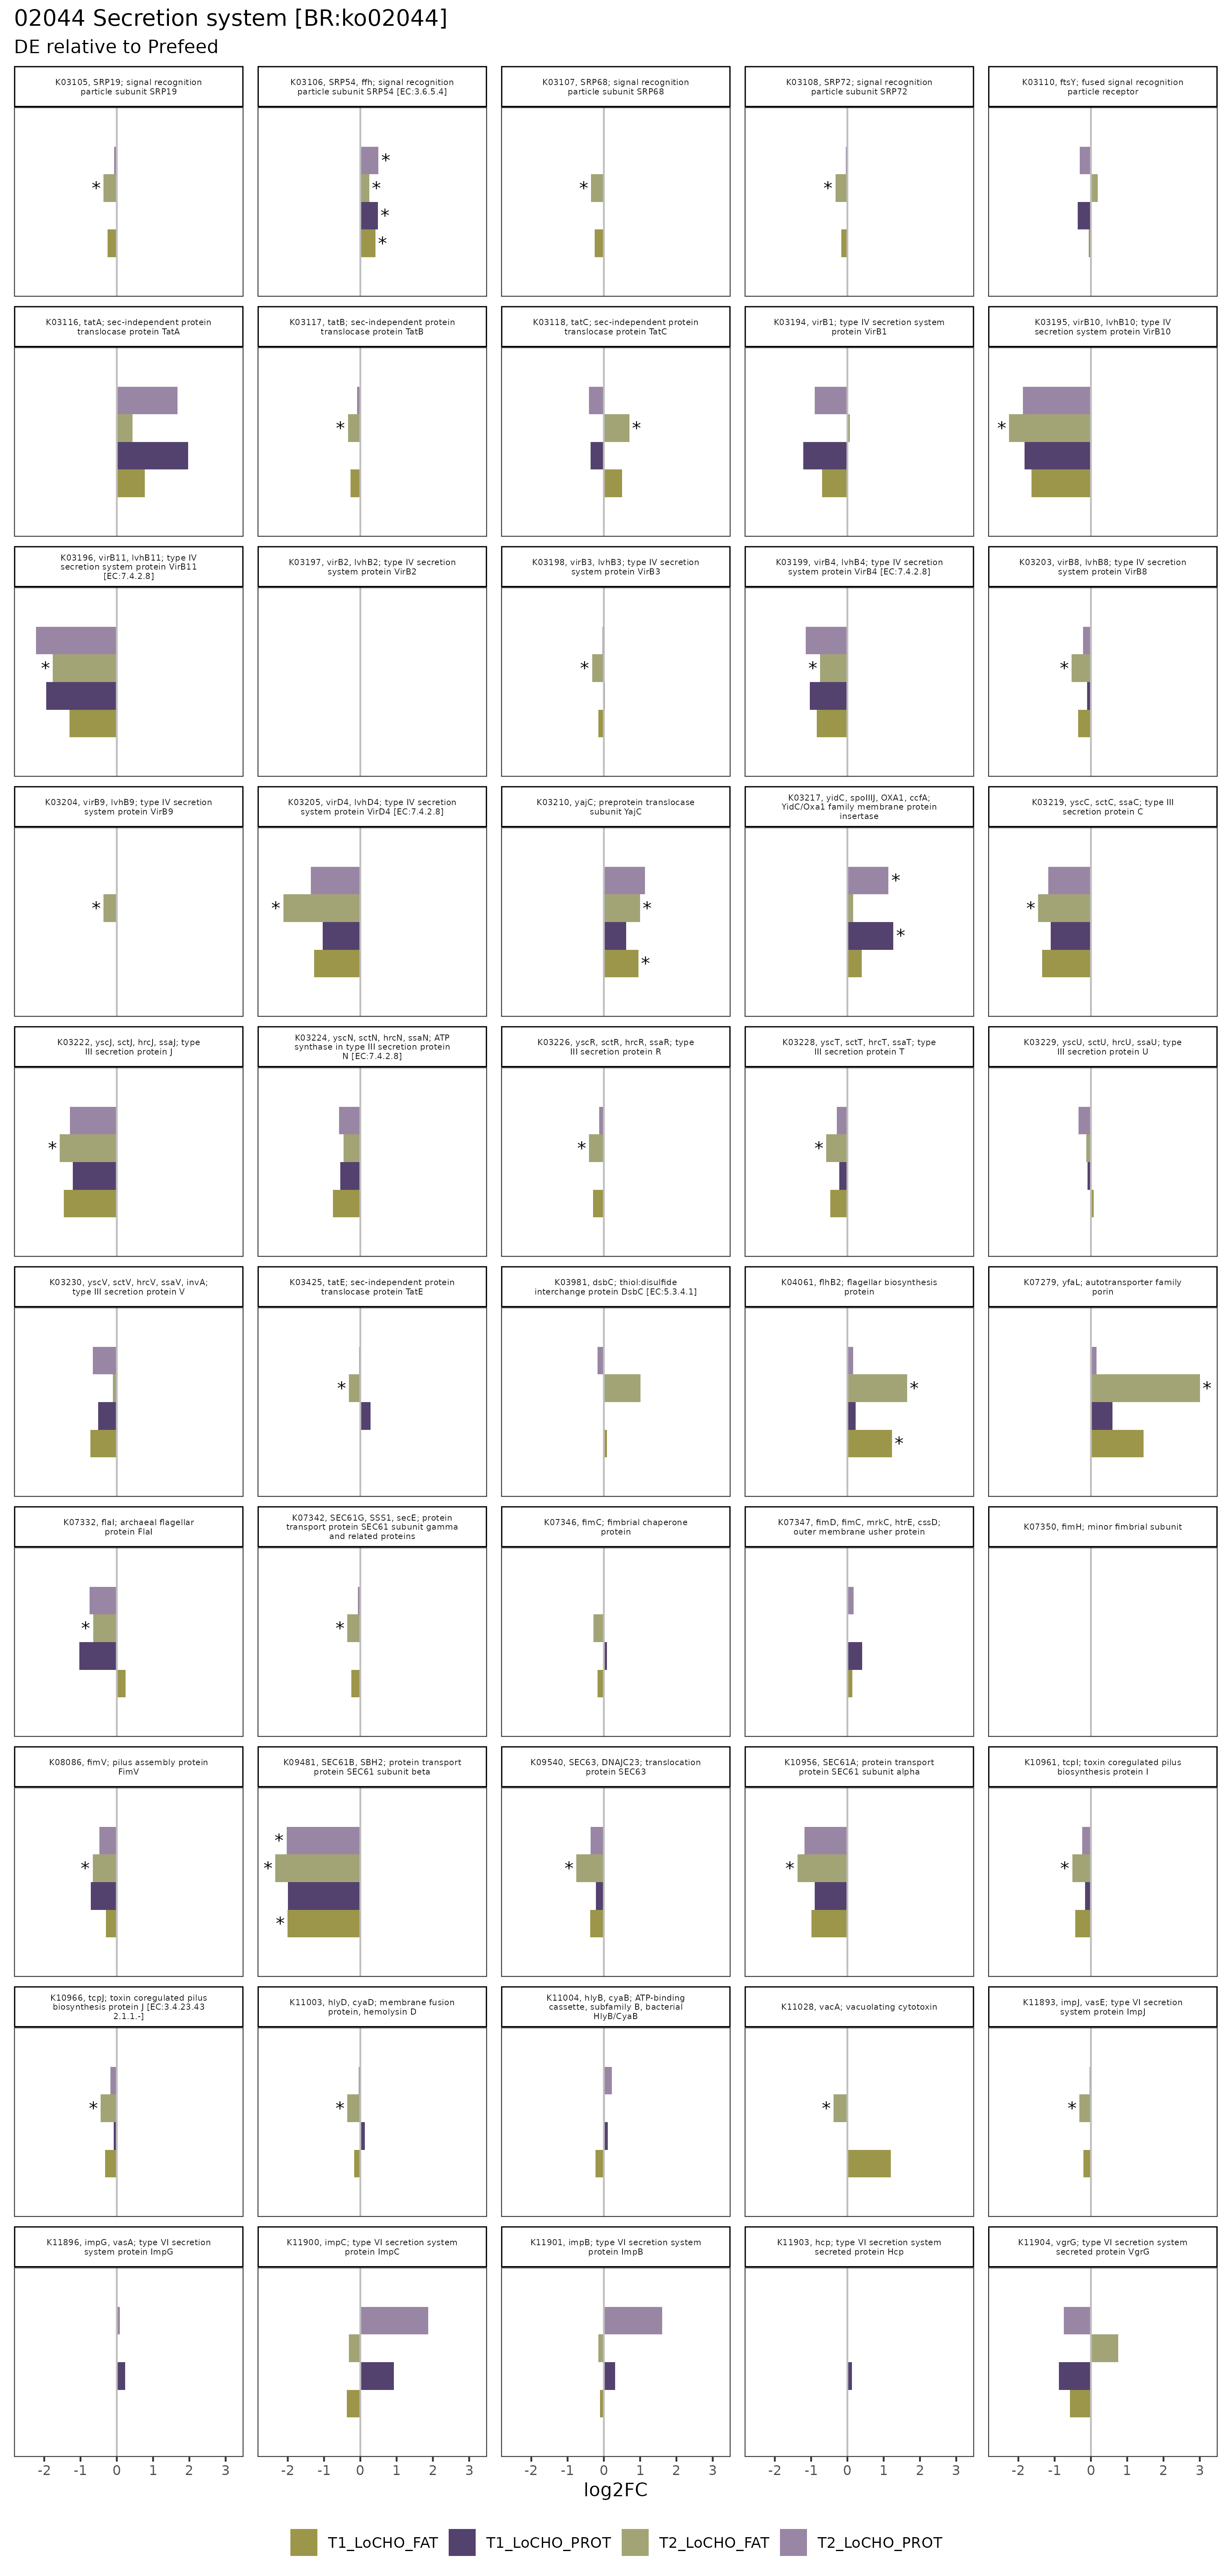 02044 Secretion system [BR:ko02044]
DE relative to Prefeed
K03105, SRP19; signal recognition
particle subunit SRP19
K03106, SRP54, ffh; signal recognition
particle subunit SRP54 [EC:3.6.5.4]
K03107, SRP68; signal recognition
particle subunit SRP68
K03108, SRP72; signal recognition
particle subunit SRP72
K03110, ftsY; fused signal recognition
particle receptor
*
*
*
*
*
*
*
K03116, tatA; sec-independent protein
translocase protein TatA
K03117, tatB; sec-independent protein
translocase protein TatB
K03118, tatC; sec-independent protein
translocase protein TatC
K03194, virB1; type IV secretion system
protein VirB1
K03195, virB10, lvhB10; type IV
secretion system protein VirB10
*
*
*
K03196, virB11, lvhB11; type IV
secretion system protein VirB11
[EC:7.4.2.8]
K03197, virB2, lvhB2; type IV secretion
system protein VirB2
K03198, virB3, lvhB3; type IV secretion
system protein VirB3
K03199, virB4, lvhB4; type IV secretion
system protein VirB4 [EC:7.4.2.8]
K03203, virB8, lvhB8; type IV secretion
system protein VirB8
*
*
*
*
K03204, virB9, lvhB9; type IV secretion
system protein VirB9
K03205, virD4, lvhD4; type IV secretion
system protein VirD4 [EC:7.4.2.8]
K03210, yajC; preprotein translocase
subunit YajC
K03217, yidC, spoIIIJ, OXA1, ccfA;
YidC/Oxa1 family membrane protein
insertase
K03219, yscC, sctC, ssaC; type III
secretion protein C
*
*
*
*
*
*
*
K03222, yscJ, sctJ, hrcJ, ssaJ; type
III secretion protein J
K03224, yscN, sctN, hrcN, ssaN; ATP
synthase in type III secretion protein
N [EC:7.4.2.8]
K03226, yscR, sctR, hrcR, ssaR; type
III secretion protein R
K03228, yscT, sctT, hrcT, ssaT; type
III secretion protein T
K03229, yscU, sctU, hrcU, ssaU; type
III secretion protein U
*
*
*
K03230, yscV, sctV, hrcV, ssaV, invA;
type III secretion protein V
K03425, tatE; sec-independent protein
translocase protein TatE
K03981, dsbC; thiol:disulfide
interchange protein DsbC [EC:5.3.4.1]
K04061, flhB2; flagellar biosynthesis
protein
K07279, yfaL; autotransporter family
porin
*
*
*
*
K07332, flaI; archaeal flagellar
protein FlaI
K07342, SEC61G, SSS1, secE; protein
transport protein SEC61 subunit gamma
and related proteins
K07346, fimC; fimbrial chaperone
protein
K07347, fimD, fimC, mrkC, htrE, cssD;
outer membrane usher protein
K07350, fimH; minor fimbrial subunit
*
*
K08086, fimV; pilus assembly protein
FimV
K09481, SEC61B, SBH2; protein transport
protein SEC61 subunit beta
K09540, SEC63, DNAJC23; translocation
protein SEC63
K10956, SEC61A; protein transport
protein SEC61 subunit alpha
K10961, tcpI; toxin coregulated pilus
biosynthesis protein I
*
*
*
*
*
*
*
K10966, tcpJ; toxin coregulated pilus
biosynthesis protein J [EC:3.4.23.43
2.1.1.-]
K11003, hlyD, cyaD; membrane fusion
protein, hemolysin D
K11004, hlyB, cyaB; ATP-binding
cassette, subfamily B, bacterial
HlyB/CyaB
K11028, vacA; vacuolating cytotoxin
K11893, impJ, vasE; type VI secretion
system protein ImpJ
*
*
*
*
K11896, impG, vasA; type VI secretion
system protein ImpG
K11900, impC; type VI secretion system
protein ImpC
K11901, impB; type VI secretion system
protein ImpB
K11903, hcp; type VI secretion system
secreted protein Hcp
K11904, vgrG; type VI secretion system
secreted protein VgrG
-2 -1 0 1 2 3
-2 -1 0 1 2 3
-2 -1 0 1 2 3
-2 -1 0 1 2 3
-2 -1 0 1 2 3
log2FC
T1_LoCHO_FAT T1_LoCHO_PROT T2_LoCHO_FAT T2_LoCHO_PROT